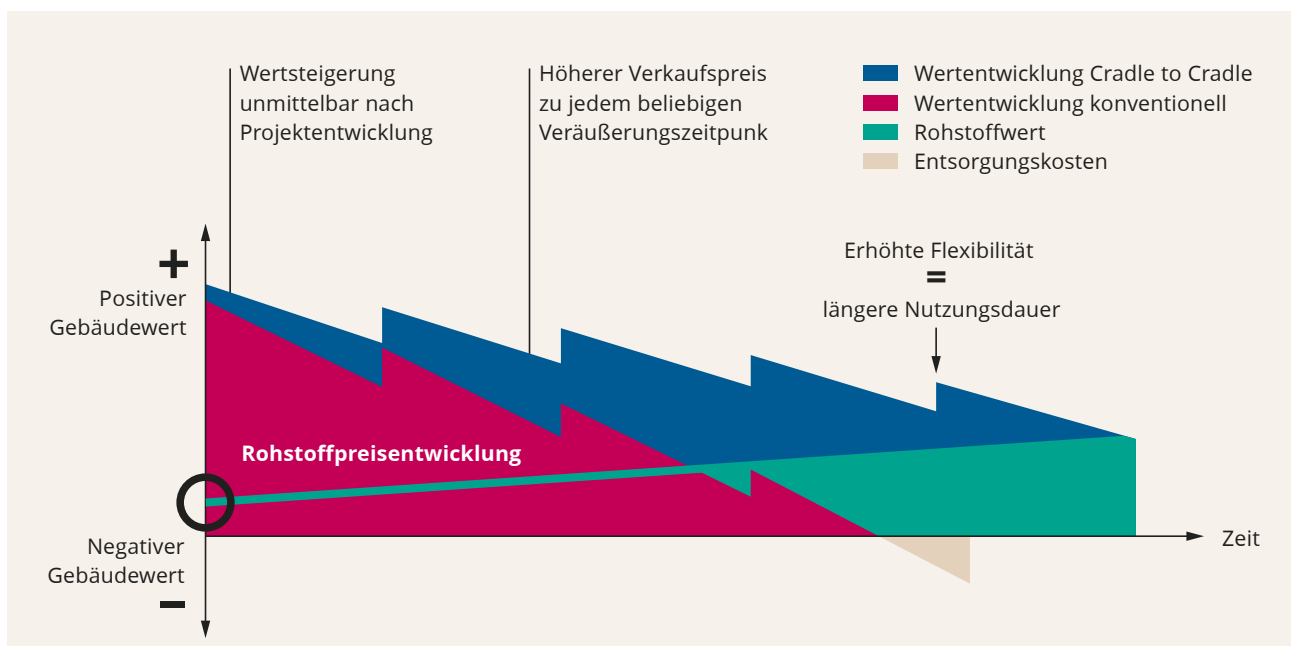 Wertsteigerung
unmittelbar nach
Projektentwicklung
Höherer Verkaufspreis
zu jedem beliebigen
Veräußerungszeitpunk
Wertentwicklung Cradle to Cradle
Wertentwicklung konventionell
Rohstoffwert
Entsorgungskosten
Erhöhte Flexibilität
=
längere Nutzungsdauer
+
Positiver
Gebäudewert
Rohstoffpreisentwicklung
Negativer
Gebäudewert
−
Zeit